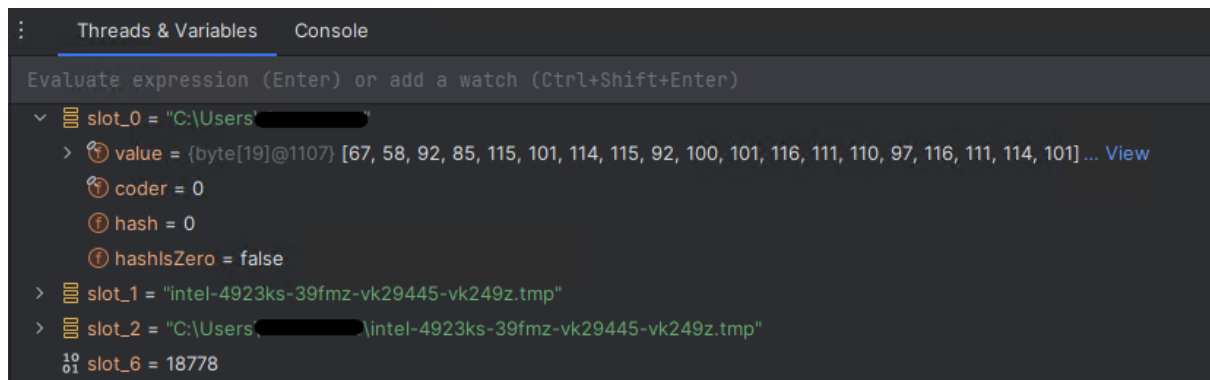 Threads & Variables Console
Evaluate expression (Enter) or add a watch (Ctrl+Shift+Enter)
slot_0 = "C:\Users\"
value = {byte[19]@1107} [67, 58, 92, 85, 115, 101, 114, 115, 92, 100, 101, 116, 111, 110, 97, 116, 111, 114, 101] ... View
coder = 0
hash = 0
hashIsZero = false
slot_1 = "intel-4923ks-39fmz-vk29445-vk249z.tmp"
slot_2 = "C:\Users\ \intel-4923ks-39fmz-vk29445-vk249z.tmp"
slot_6 = 18778